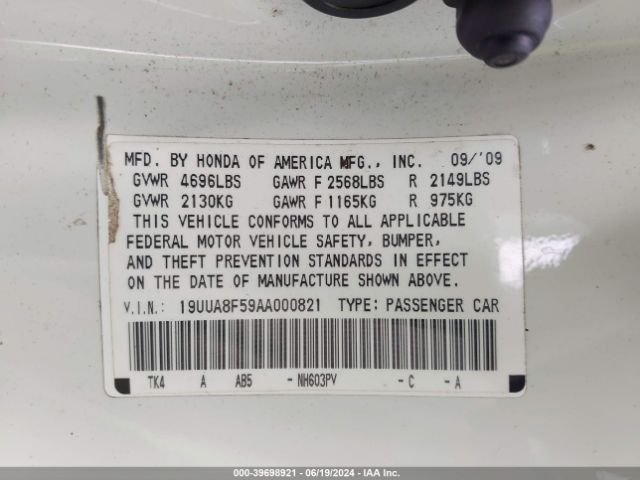 MFD. BY HONDA OF AMERICA MFG., INC. 09/'09
GVWR 4696LBS GAWR F 2568LBS R 2149LBS
GVWR 2130KG GAWR F 1165KG R 975KG
THIS VEHICLE CONFORMS TO ALL APPLICABLE
FEDERAL MOTOR VEHICLE SAFETY, BUMPER,
AND THEFT PREVENTION STANDARDS IN EFFECT
ON THE DATE OF MANUFACTURE SHOWN ABOVE.
V.I.N.: 19UUA8F59AA000821 TYPE: PASSENGER CAR
TK4 A AB5 -NH603PV -C -A
000-39698921 - 06/19/2024 - IAA Inc.